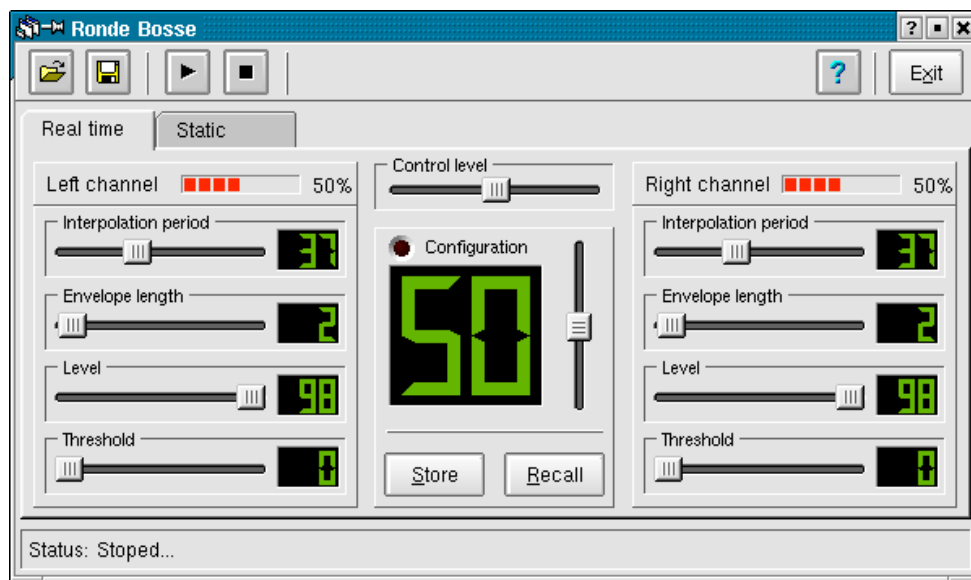 Ronde Bosse
?
?
Exit
Real time
Static
Left channel 50%
Interpolation period
37
Envelope length
2
Level
98
Threshold
0
Control level
Configuration
50
Store
Recall
Right channel 50%
Interpolation period
37
Envelope length
2
Level
98
Threshold
0
Status: Stoped...